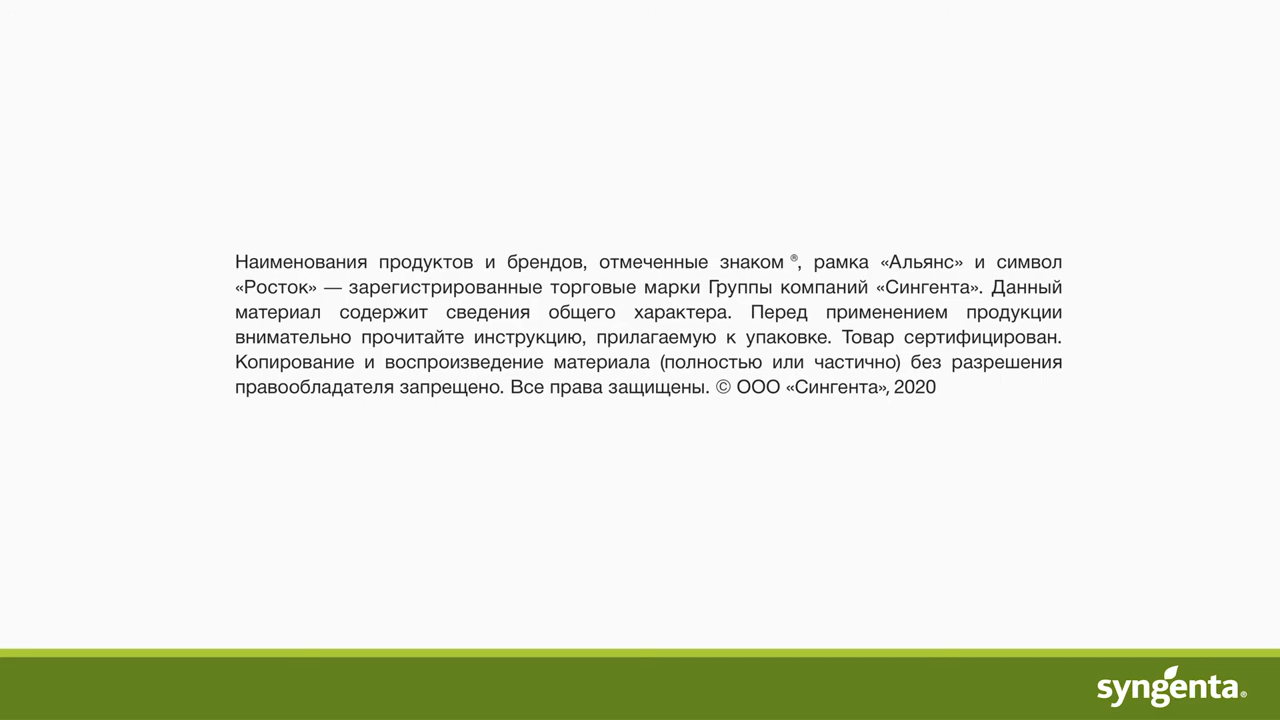 Наименования продуктов и брендов, отмеченные знаком ®, рамка «Альянс» и символ
«Росток» — зарегистрированные торговые марки Группы компаний «Сингента». Данный
материал содержит сведения общего характера. Перед применением продукции
внимательно прочитайте инструкцию, прилагаемую к упаковке. Товар сертифицирован.
Копирование и воспроизведение материала (полностью или частично) без разрешения
правообладателя запрещено. Все права защищены. © ООО «Сингента», 2020
syngenta®